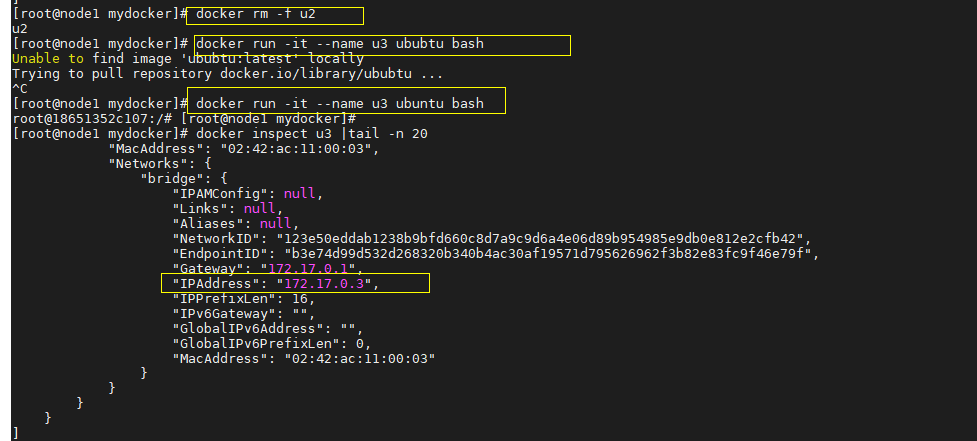 ]
[root@node1 mydocker]# docker rm -f u2
u2
[root@node1 mydocker]# docker run -it --name u3 ububtu bash
Unable to find image 'ububtu:latest' locally
Trying to pull repository docker.io/library/ububtu ...
^C
[root@node1 mydocker]# docker run -it --name u3 ubuntu bash
root@18651352c107:/# [root@node1 mydocker]#
[root@node1 mydocker]# docker inspect u3 |tail -n 20
"MacAddress": "02:42:ac:11:00:03",
"Networks": {
"bridge": {
"IPAMConfig": null,
"Links": null,
"Aliases": null,
"NetworkID": "123e50eddab1238b9bfd660c8d7a9c9d6a4e06d89b954985e9db0e812e2cfb42",
"EndpointID": "b3e74d99d532d268320b340b4ac30af19571d795626962f3b82e83fc9f46e79f",
"Gateway": "172.17.0.1",
"IPAddress": "172.17.0.3",
"IPPrefixLen": 16,
"IPv6Gateway": "",
"GlobalIPv6Address": "",
"GlobalIPv6PrefixLen": 0,
"MacAddress": "02:42:ac:11:00:03"
}
}
}
}
]